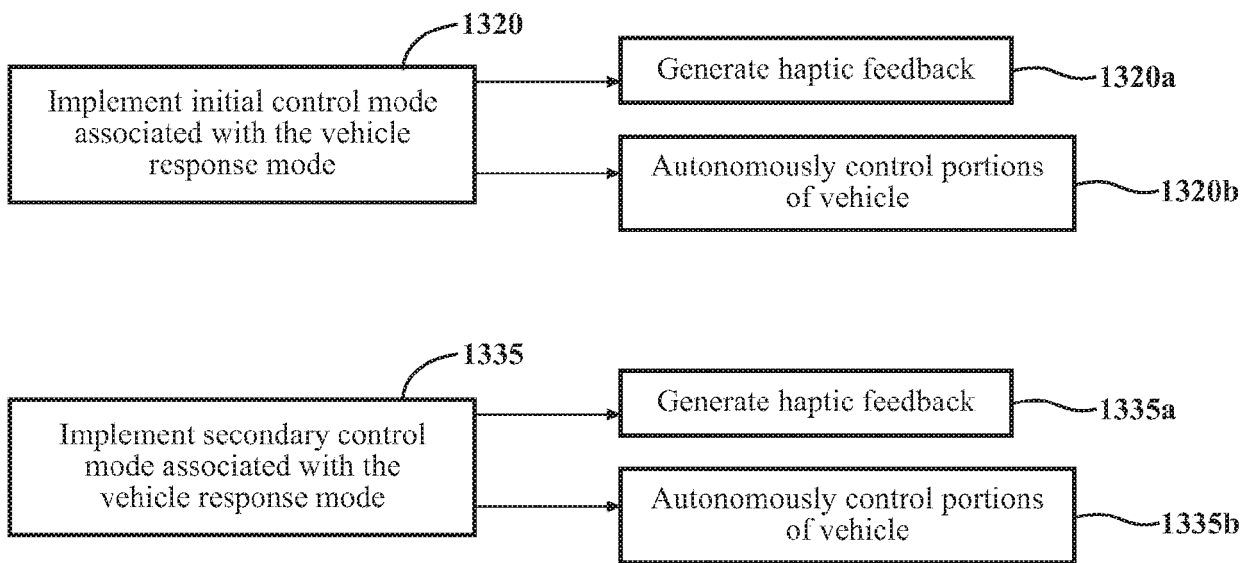 1320
Implement initial control mode
associated with the vehicle
response mode
Generate haptic feedback
1320a
Autonomously control portions
of vehicle
1320b
1335
Implement secondary control
mode associated with the
vehicle response mode
Generate haptic feedback
1335a
Autonomously control portions
of vehicle
1335b